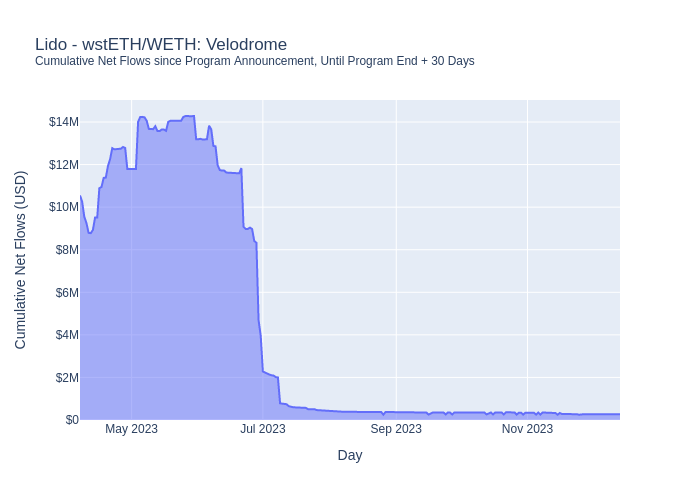 Lido - wstETH/WETH: Velodrome
Cumulative Net Flows since Program Announcement, Until Program End + 30 Days
Cumulative Net Flows (USD)
$14M
$12M
$10M
$8M
$6M
$4M
$2M
$0
May 2023
Jul 2023
Sep 2023
Nov 2023
Day